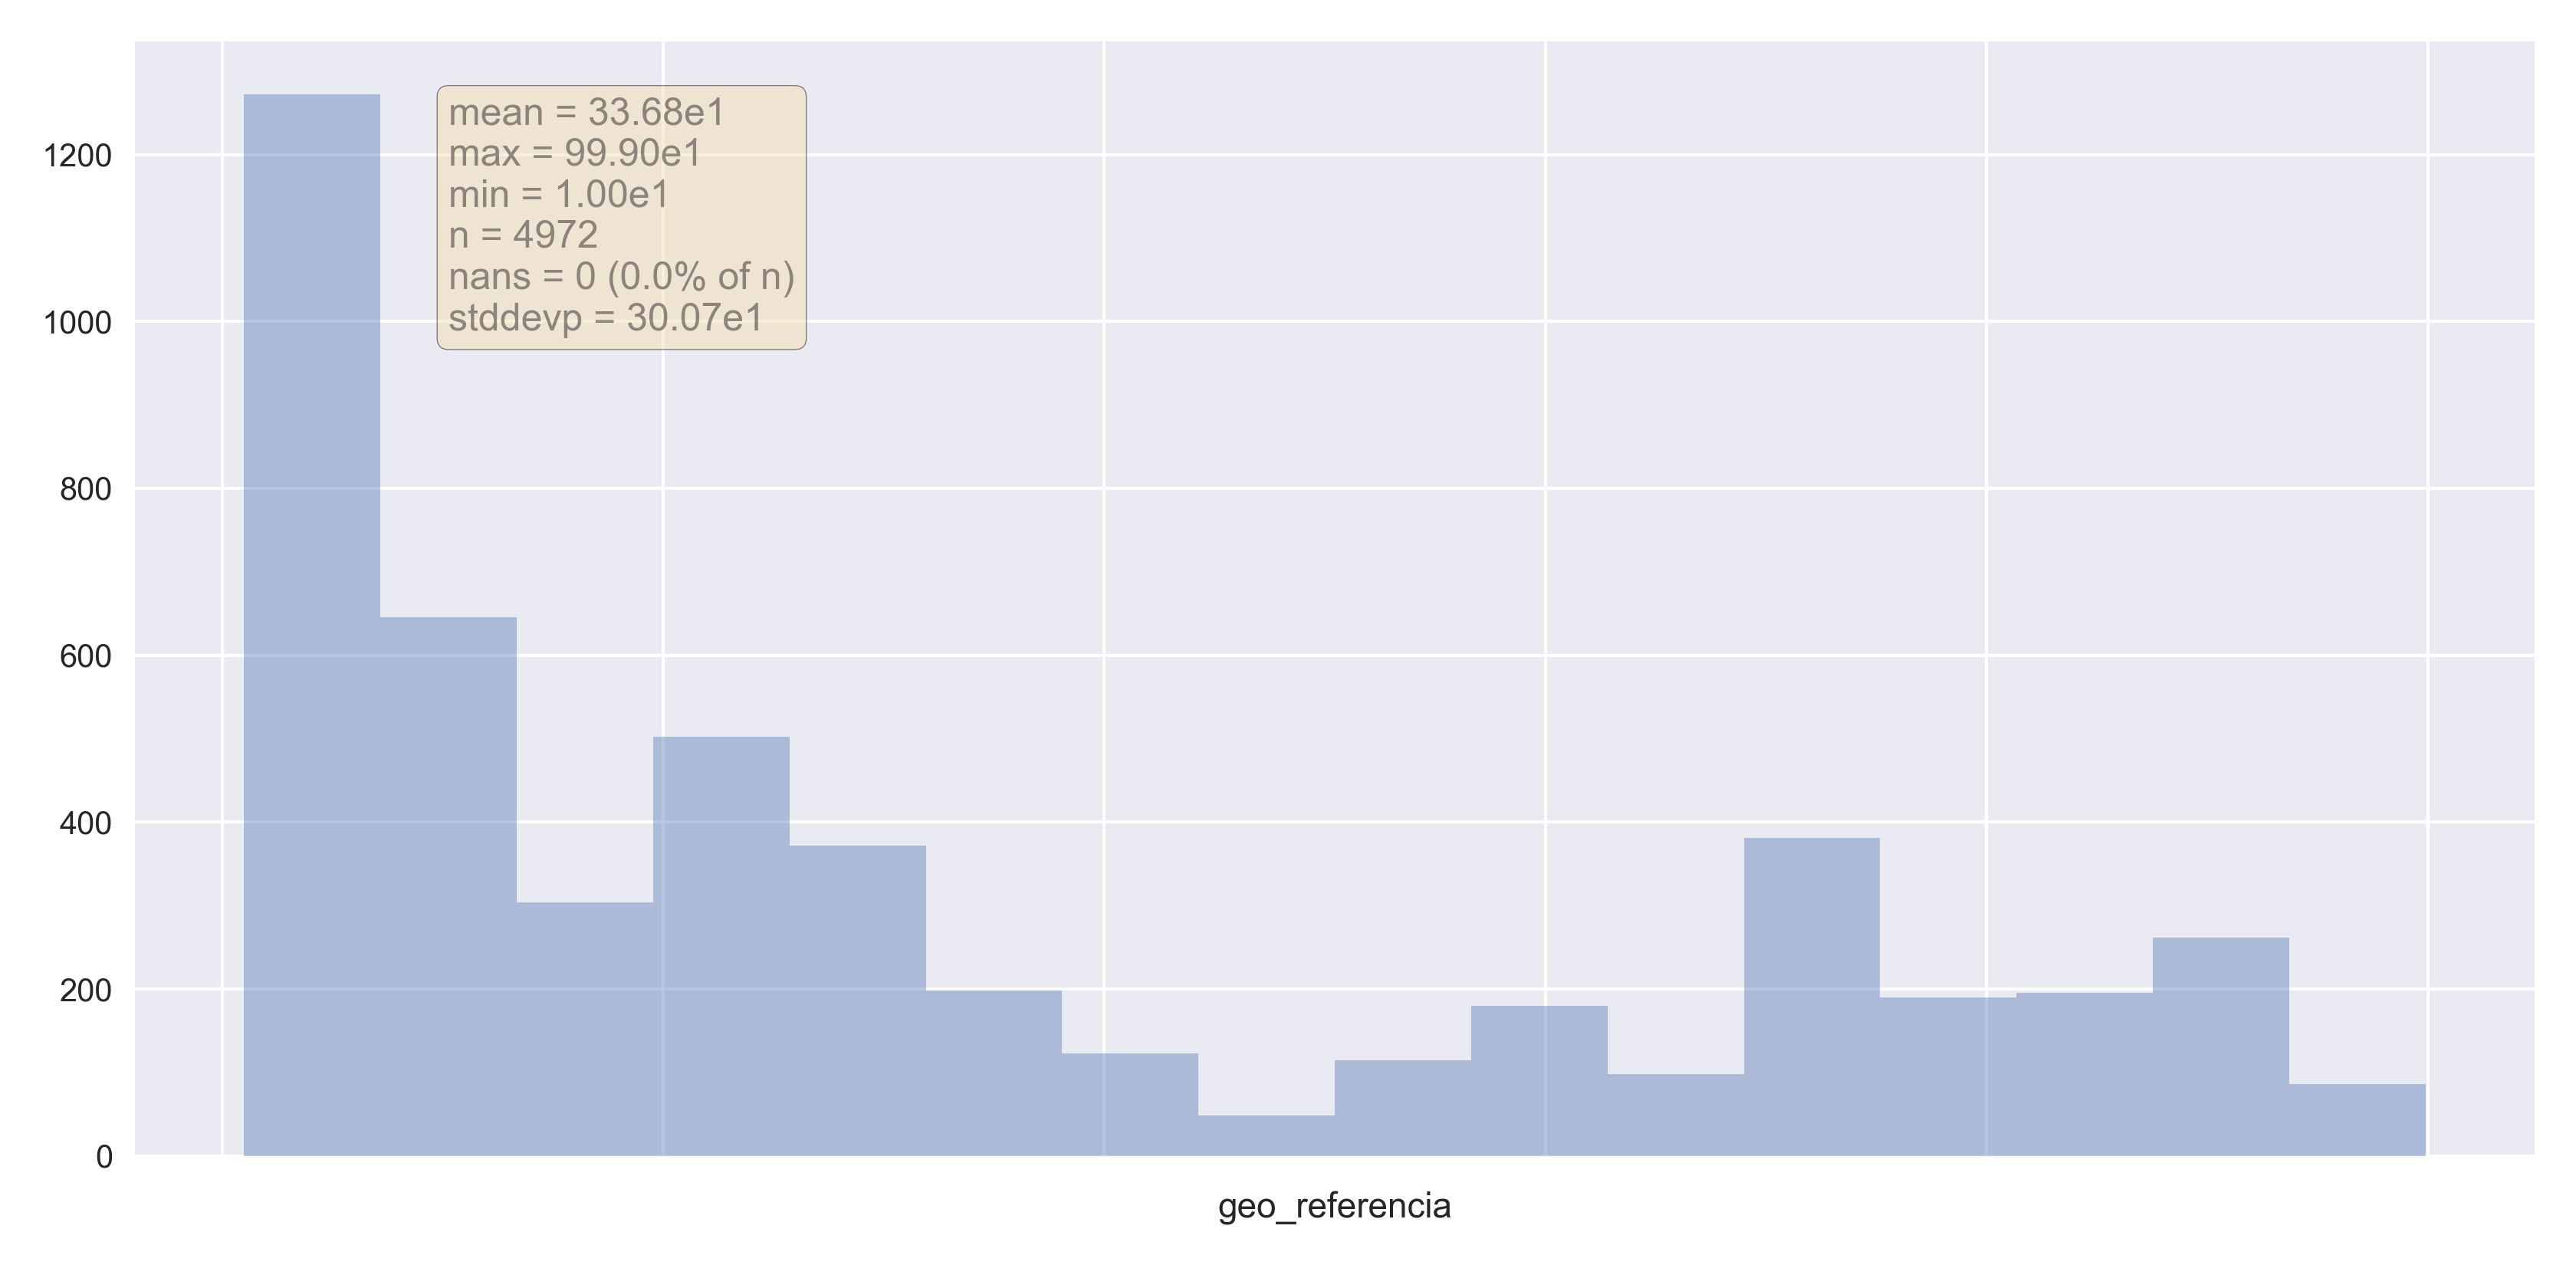 mean = 33.68e1
max = 99.90e1
min = 1.00e1
n = 4972
nans = 0 (0.0% of n)
stddevp = 30.07e1
1200
1000
800
600
400
200
0
geo_referencia